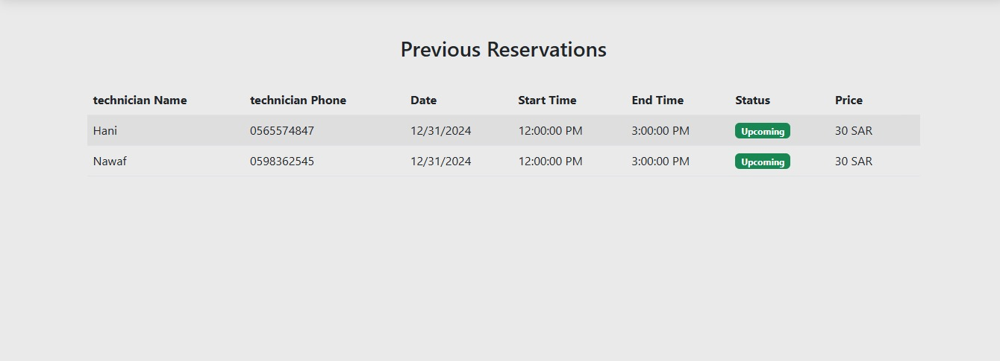 Previous Reservations
technician Name technician Phone Date Start Time End Time Status Price
Hani 0565574847 12/31/2024 12:00:00 PM 3:00:00 PM Upcoming 30 SAR
Nawaf 0598362545 12/31/2024 12:00:00 PM 3:00:00 PM Upcoming 30 SAR